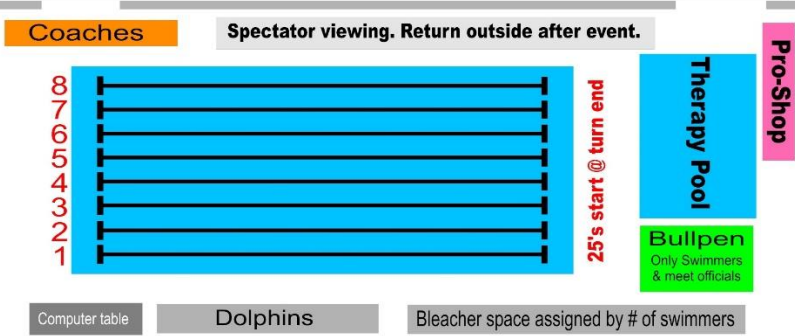 Coaches
Spectator viewing. Return outside after event.
Pro-Shop
Therapy Pool
8
7
6
5
4
3
2
1
25's start @ turn end
Bullpen
Only Swimmers
& meet officials
Computer table
Dolphins
Bleacher space assigned by # of swimmers